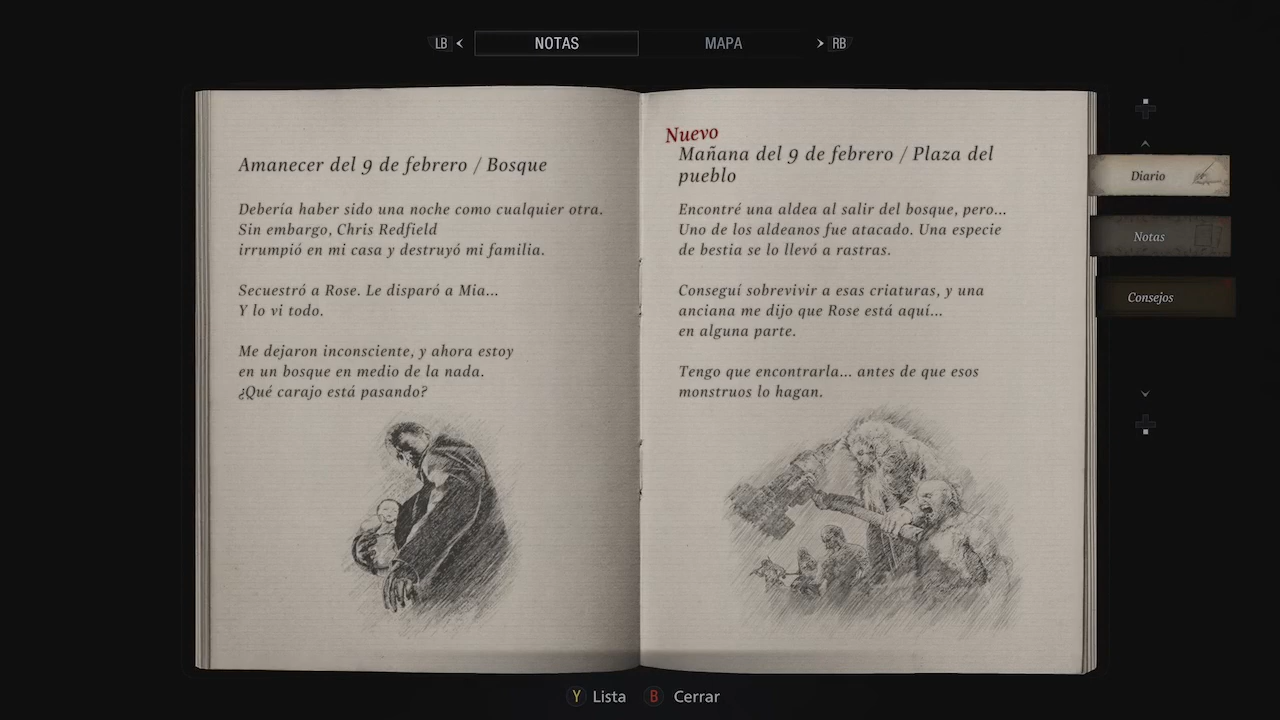 LB
NOTAS
MAPA
RB
Amanecer del 9 de febrero / Bosque
Debería haber sido una noche como cualquier otra.
Sin embargo, Chris Redfield
irrumpió en mi casa y destruyó mi familia.
Secuestró a Rose. Le disparó a Mia...
Y lo vi todo.
Me dejaron inconsciente, y ahora estoy
en un bosque en medio de la nada.
¿Qué carajo está pasando?
Nuevo
Mañana del 9 de febrero / Plaza del
pueblo
Encontré una aldea al salir del bosque, pero...
Uno de los aldeanos fue atacado. Una especie
de bestia se lo llevó a rastras.
Conseguí sobrevivir a esas criaturas, y una
anciana me dijo que Rose está aquí...
en alguna parte.
Tengo que encontrarla... antes de que esos
monstruos lo hagan.
Diario
Notas
Consejos
Y Lista B Cerrar